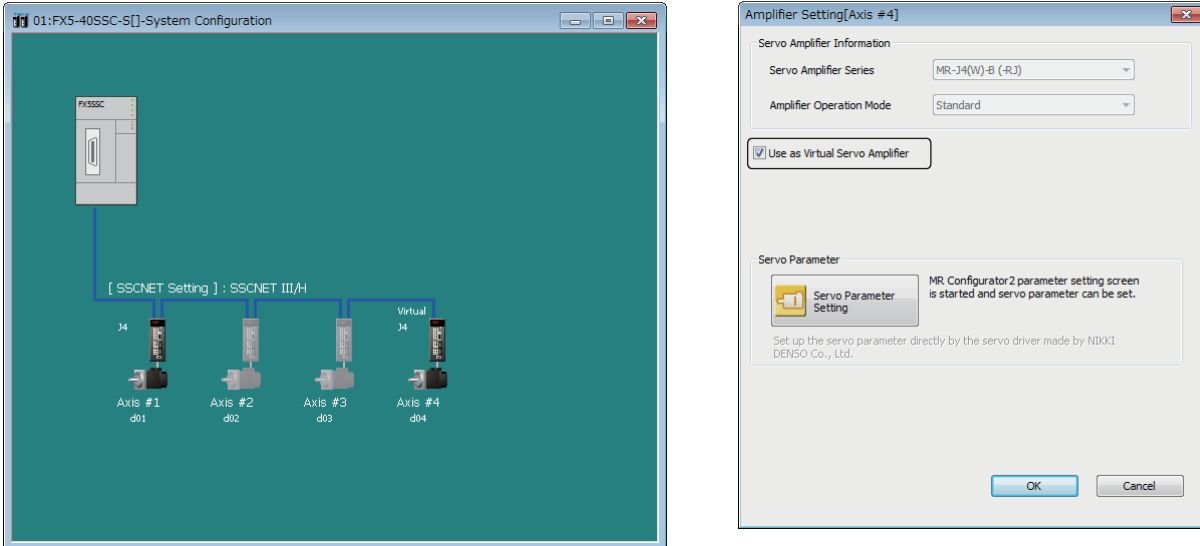 01:FX5-40SSC-S[]-System Configuration
FX5SSC
[ SSCNET Setting ] : SSCNET III/H
Virtual
J4
J4
Axis #1
Axis #2
Axis #3
Axis #4
d01
d02
d03
d04
Amplifier Setting[Axis #4]
Servo Amplifier Information
Servo Amplifier Series
MR-J4(W)-B (-RJ)
Amplifier Operation Mode
Standard
Use as Virtual Servo Amplifier
Servo Parameter
Servo Parameter
Setting
MR Configurator2 parameter setting screen
is started and servo parameter can be set.
Set up the servo parameter directly by the servo driver made by NIKKI
DENSO Co., Ltd.
OK
Cancel